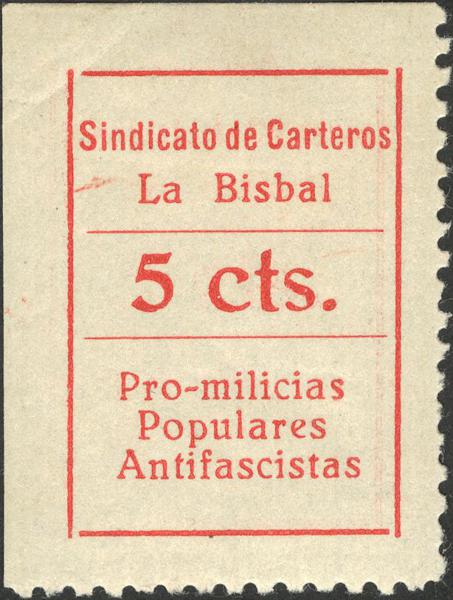 Sindicato de Carteros
La Bisbal
5 cts.
Pro-milicias
Populares
Antifascistas